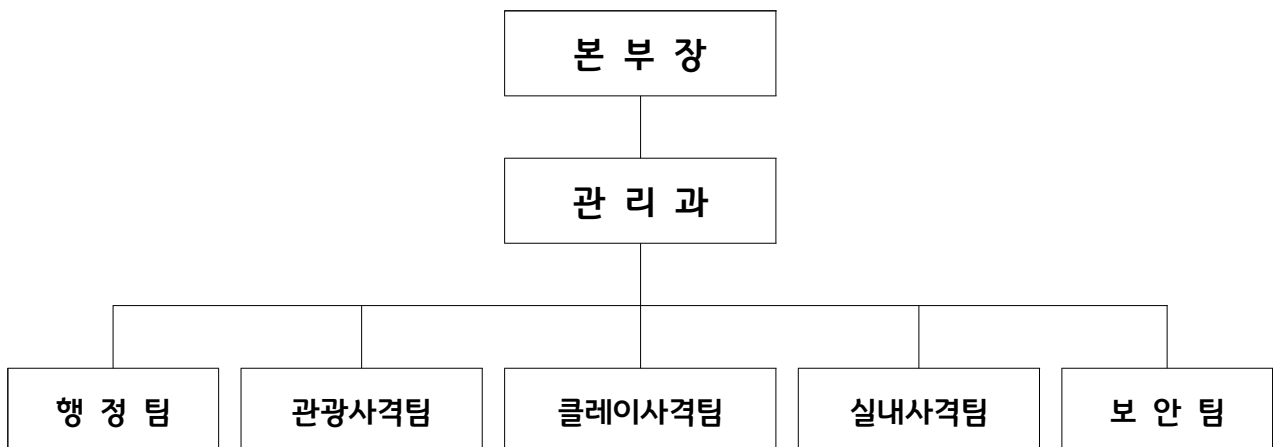 본 부 장
관 리 과
행 정 팀
관광사격팀
클레이사격팀
실내사격팀
보 안 팀